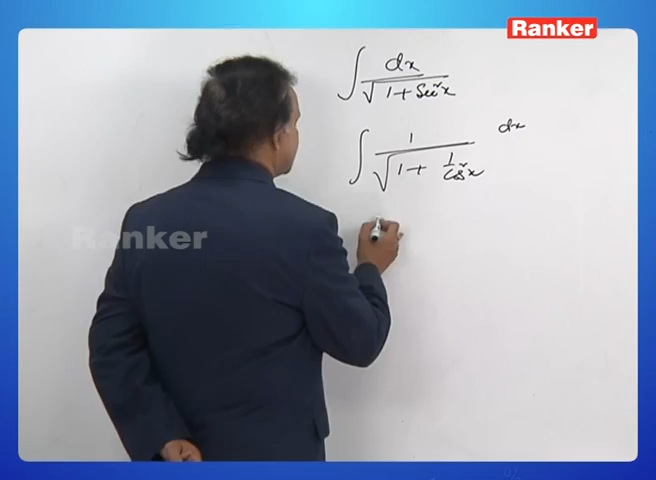 Ranker
∫ dx / √(1 + Sec²x)
∫ 1 / √(1 + 1/Cos²x) dx
Ranker